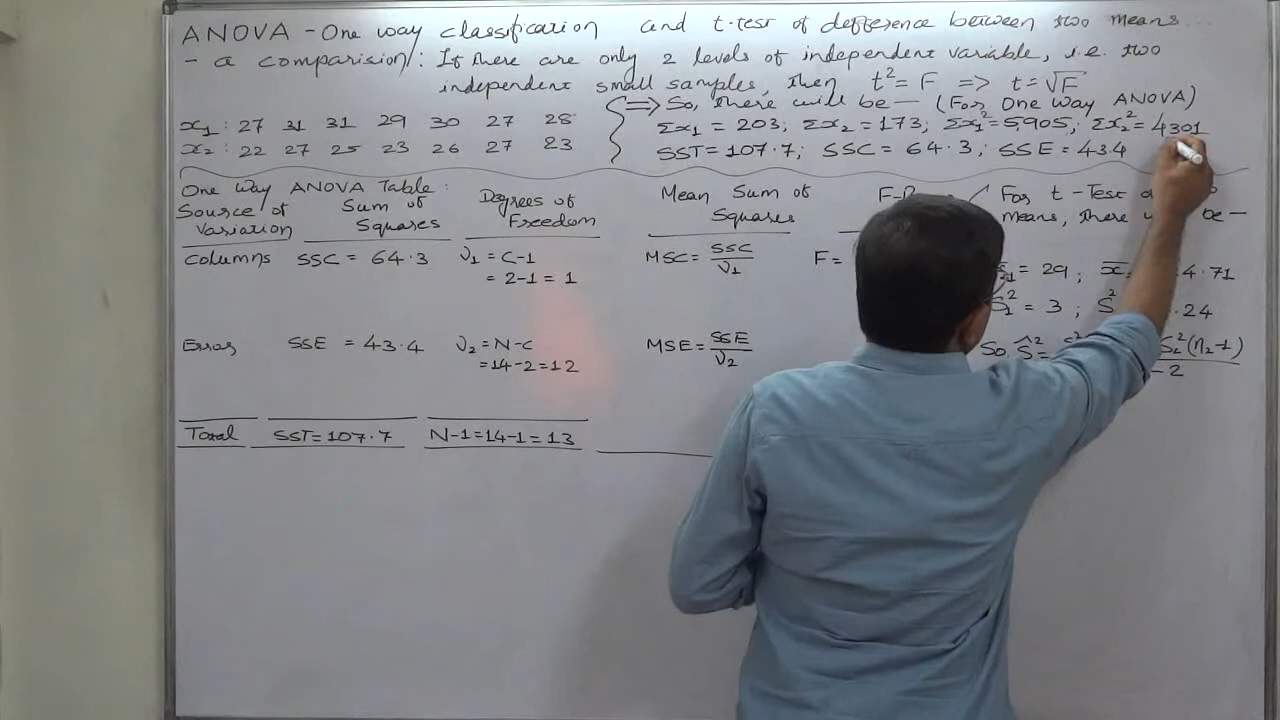 ANOVA - One way classification and t-test of difference between two means...
- a comparision: If there are only 2 levels of independent variable, i.e. two
independent small samples, then t² = F => t = √F
x₁ : 27 31 31 29 30 27 28
x₂ : 22 27 25 23 26 27 23
⟹ So, there will be — (For One Way ANOVA)
Σx₁ = 203; Σx₂ = 173; Σx₁² = 5,905; Σx₂² = 4301
SST = 107.7; SSC = 64.3; SSE = 43.4
One Way ANOVA Table:
Source of Variation
Sum of Squares
Degrees of Freedom
Mean Sum of Squares
Columns SSC = 64.3 ν₁ = C-1
= 2-1 = 1
MSC = SSC/ν₁
F =
Error SSE = 43.4 ν₂ = N-C
= 14-2 = 12
MSE = SSE/ν₂
Total SST = 107.7 N-1 = 14-1 = 13
For t-Test
means, there be —
= 29;
S₁² = 3;
So, Ŝ² =
S₂²(n₂-1)